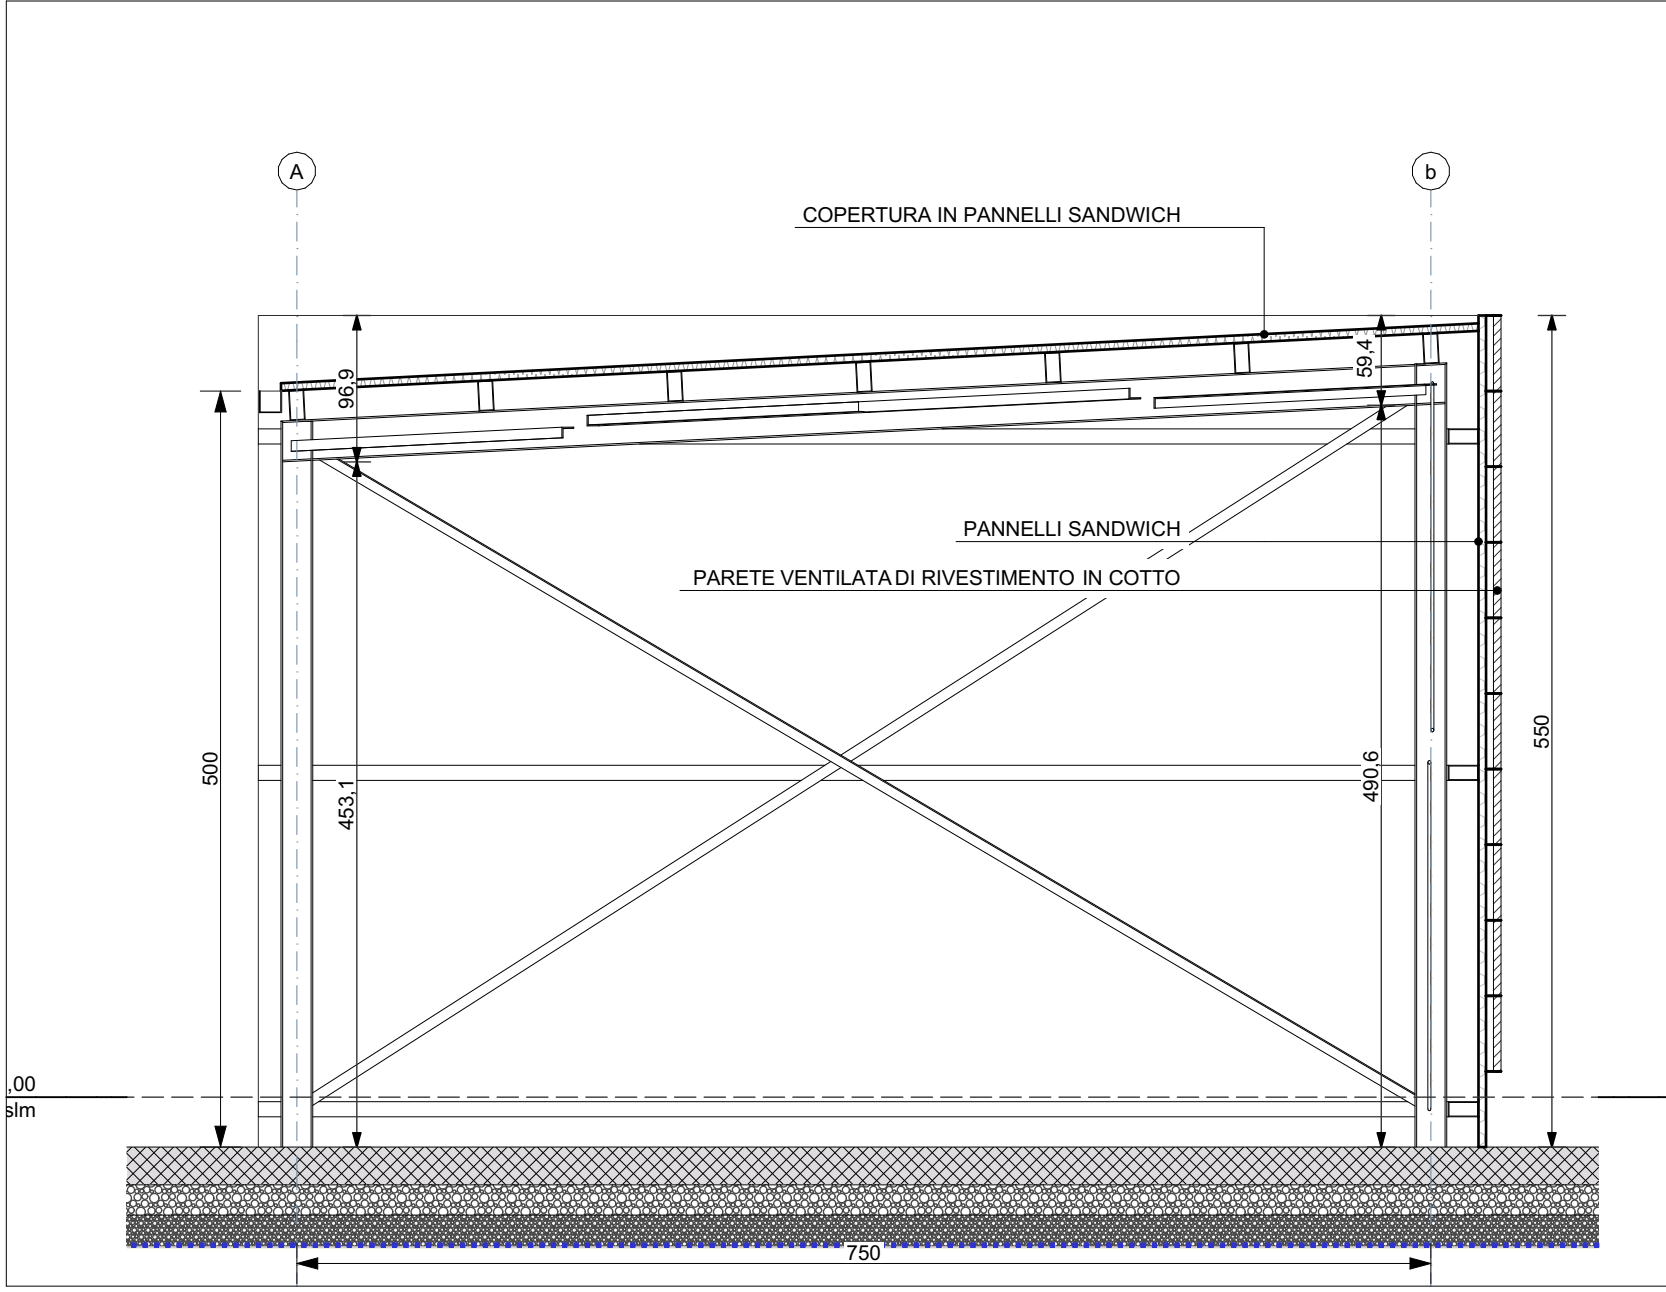 A
b
COPERTURA IN PANNELLI SANDWICH
96,9
59,4
PANNELLI SANDWICH
PARETE VENTILATA DI RIVESTIMENTO IN COTTO
500
453,1
490,6
550
,00
slm
750